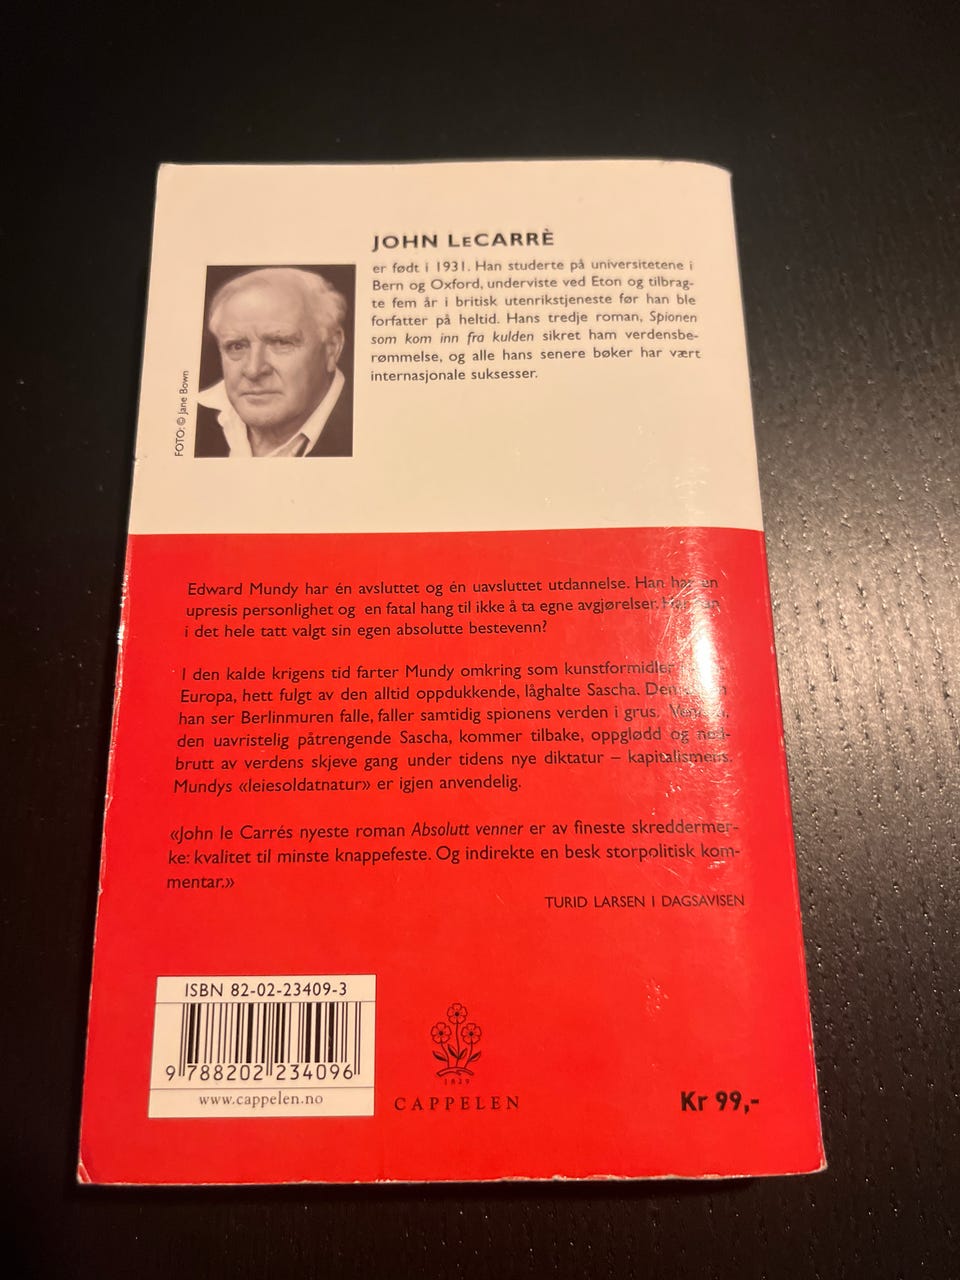 JOHN LECARRÈ
er født i 1931. Han studerte på universitetene i
Bern og Oxford, underviste ved Eton og tilbrag-
te fem år i britisk utenrikstjeneste før han ble
forfatter på heltid. Hans tredje roman, Spionen
som kom inn fra kulden sikret ham verdensbe-
rømmelse, og alle hans senere bøker har vært
internasjonale suksesser.
FOTO: © Jane Bown
Edward Mundy har én avsluttet og én uavsluttet utdannelse. Han har en
upresis personlighet og en fatal hang til ikke å ta egne avgjørelser. Har han
i det hele tatt valgt sin egen absolutte bestevenn?
I den kalde krigens tid farter Mundy omkring som kunstformidler
Europa, hett fulgt av den alltid oppdukkende, låghalte Sascha. Den
han ser Berlinmuren falle, faller samtidig spionens verden i grus. Vennen,
den uavristelig påtrengende Sascha, kommer tilbake, oppglødd og ned-
brutt av verdens skjeve gang under tidens nye diktatur – kapitalismens.
Mundys «leiesoldatnatur» er igjen anvendelig.
«John le Carrés nyeste roman Absolutt venner er av fineste skreddermer-
ke: kvalitet til minste knappefeste. Og indirekte en besk storpolitisk kom-
mentar.»
TURID LARSEN I DAGSAVISEN
ISBN 82-02-23409-3
9 788202 234096
www.cappelen.no
1829
CAPPELEN
Kr 99,-